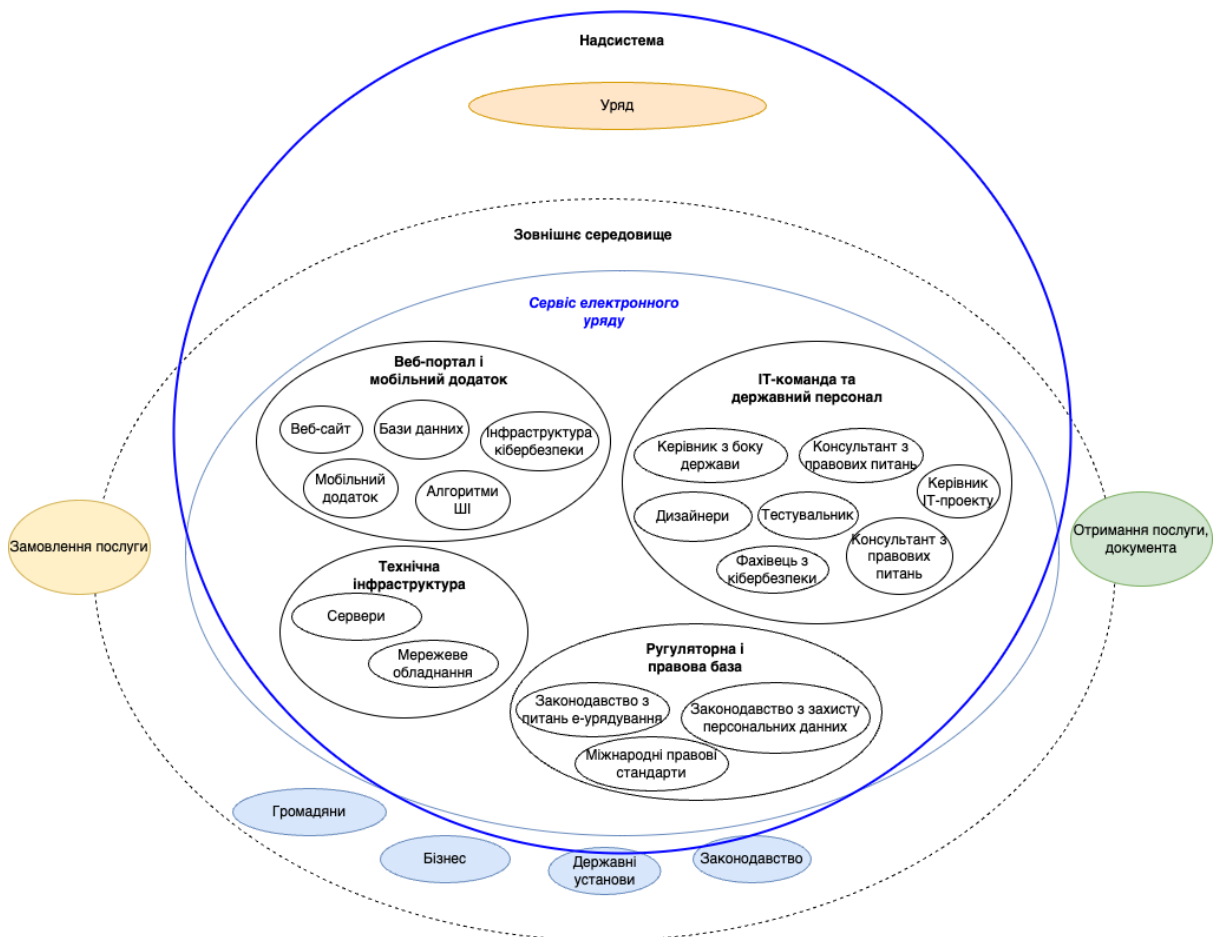 Надсистема
Уряд
Зовнішнє середовище
Сервіс електронного
уряду
Веб-портал і
мобільний додаток
Веб-сайт
Бази данних
Інфраструктура
кібербезпеки
Мобільний
додаток
Алгоритми
ШІ
ІТ-команда та
державний персонал
Керівник з боку
держави
Консультант з
правових питань
Керівник
ІТ-проекту
Дизайнери
Тестувальник
Консультант з
правових
питань
Фахівець з
кібербезпеки
Замовлення послуги
Отримання послуги,
документа
Технічна
інфраструктура
Сервери
Мережеве
обладнання
Ругуляторна і
правова база
Законодавство з
питань е-урядування
Законодавство з захисту
персональних данних
Міжнародні правові
стандарти
Громадяни
Бізнес
Державні
установи
Законодавство